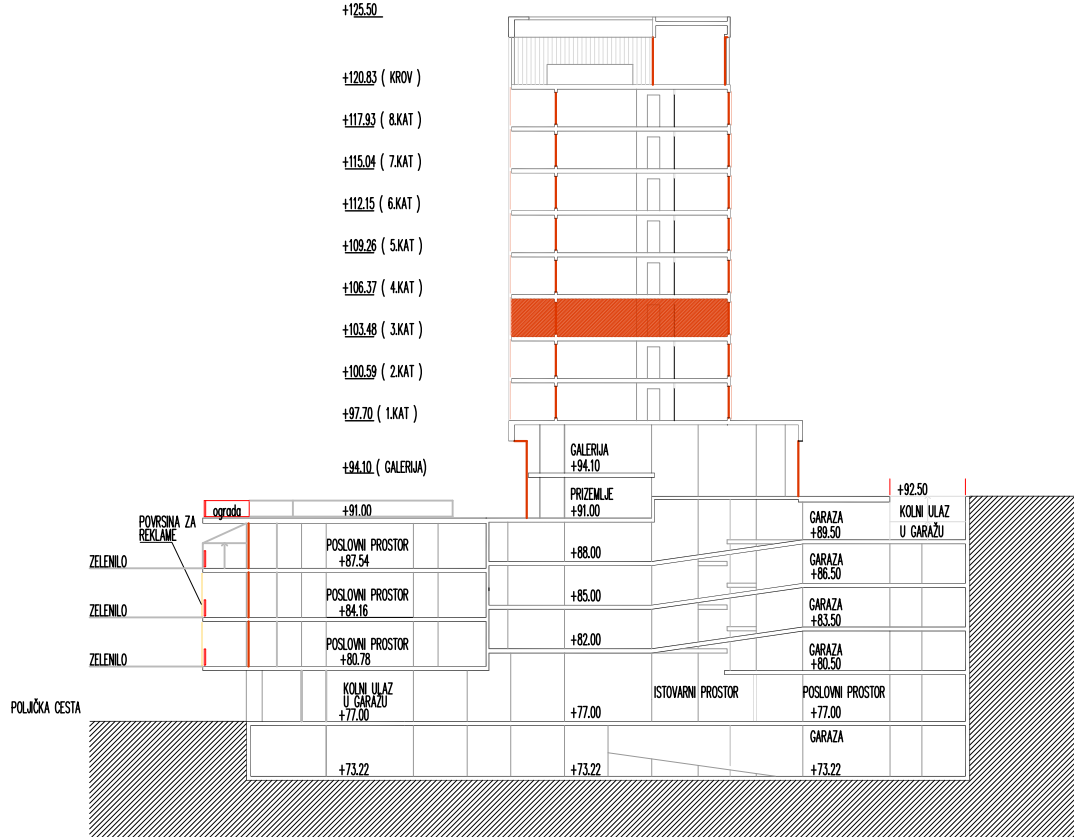 +125.50
+120.83 ( KROV )
+117.93 ( 8.KAT )
+115.04 ( 7.KAT )
+112.15 ( 6.KAT )
+109.26 ( 5.KAT )
+106.37 ( 4.KAT )
+103.48 ( 3.KAT )
+100.59 ( 2.KAT )
+97.70 ( 1.KAT )
+94.10 ( GALERIJA)
GALERIJA
+94.10
PRIZEMLJE
+91.00
+92.50
KOLNI ULAZ
U GARAŽU
ograda
+91.00
POVRSINA ZA
REKLAME
ZELENILO
ZELENILO
ZELENILO
POSLOVNI PROSTOR
+87.54
POSLOVNI PROSTOR
+84.16
POSLOVNI PROSTOR
+80.78
+88.00
+85.00
+82.00
GARAZA
+89.50
GARAZA
+86.50
GARAZA
+83.50
GARAZA
+80.50
POLJIČKA CESTA
KOLNI ULAZ
U GARAŽU
+77.00
+77.00
ISTOVARNI PROSTOR
POSLOVNI PROSTOR
+77.00
GARAZA
+73.22
+73.22
+73.22